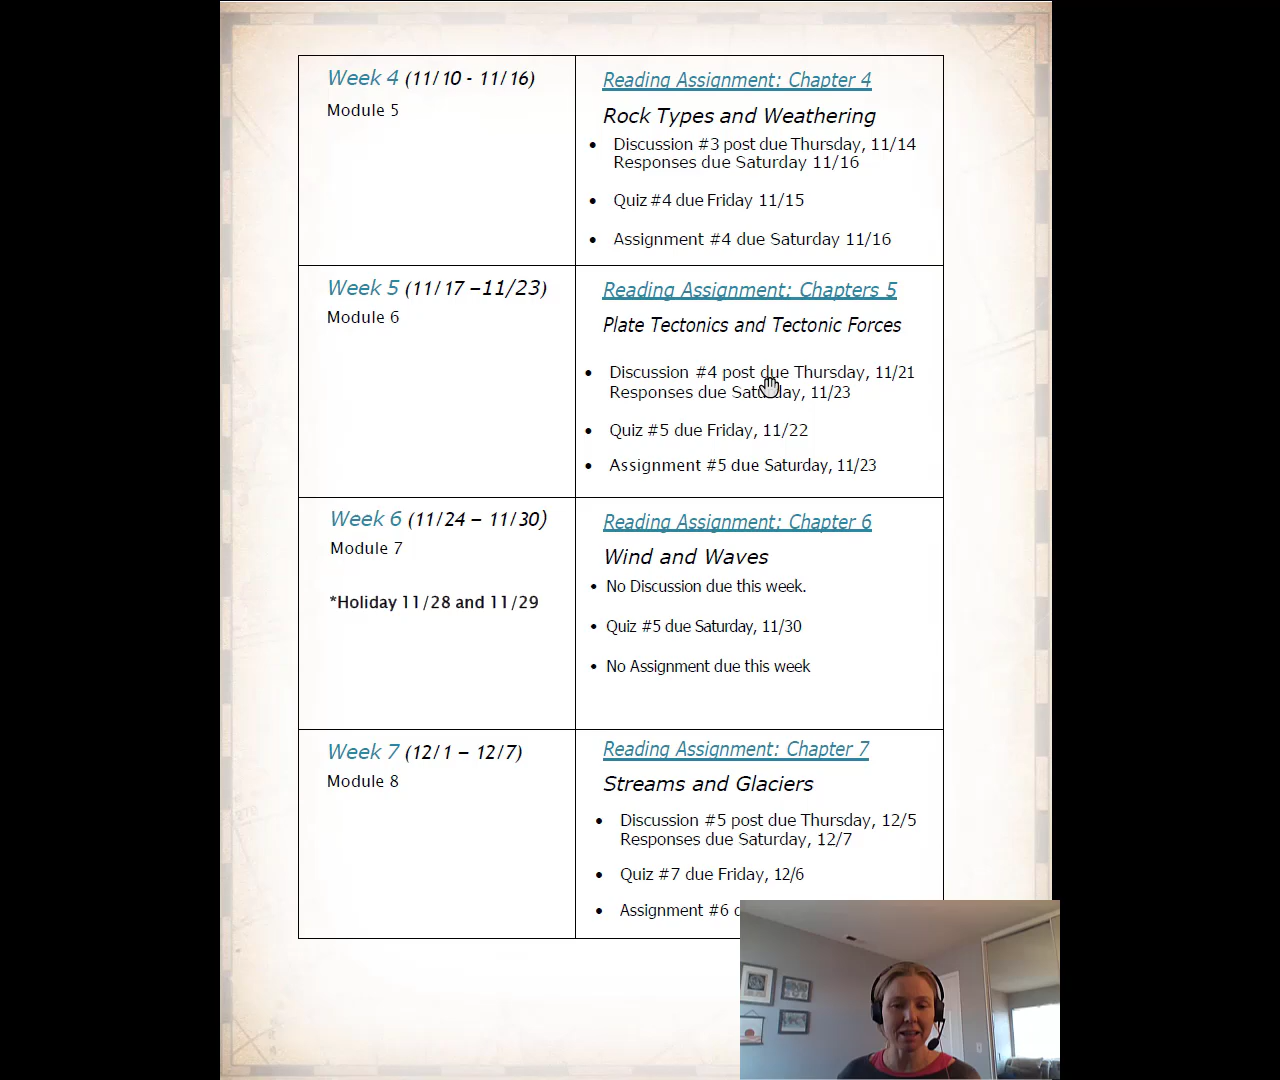 Week 4 (11/10 - 11/16)
Module 5
Reading Assignment: Chapter 4
Rock Types and Weathering
• Discussion #3 post due Thursday, 11/14
Responses due Saturday 11/16
• Quiz #4 due Friday 11/15
• Assignment #4 due Saturday 11/16
Week 5 (11/17 –11/23)
Module 6
Reading Assignment; Chapters 5
Plate Tectonics and Tectonic Forces
• Discussion #4 post due Thursday, 11/21
Responses due Saturday, 11/23
• Quiz #5 due Friday, 11/22
• Assignment #5 due Saturday, 11/23
Week 6 (11/24 – 11/30)
Module 7
*Holiday 11/28 and 11/29
Reading Assignment: Chapter 6
Wind and Waves
• No Discussion due this week.
• Quiz #5 due Saturday, 11/30
• No Assignment due this week
Week 7 (12/1 – 12/7)
Module 8
Reading Assignment: Chapter 7
Streams and Glaciers
• Discussion #5 post due Thursday, 12/5
Responses due Saturday, 12/7
• Quiz #7 due Friday, 12/6
• Assignment #6